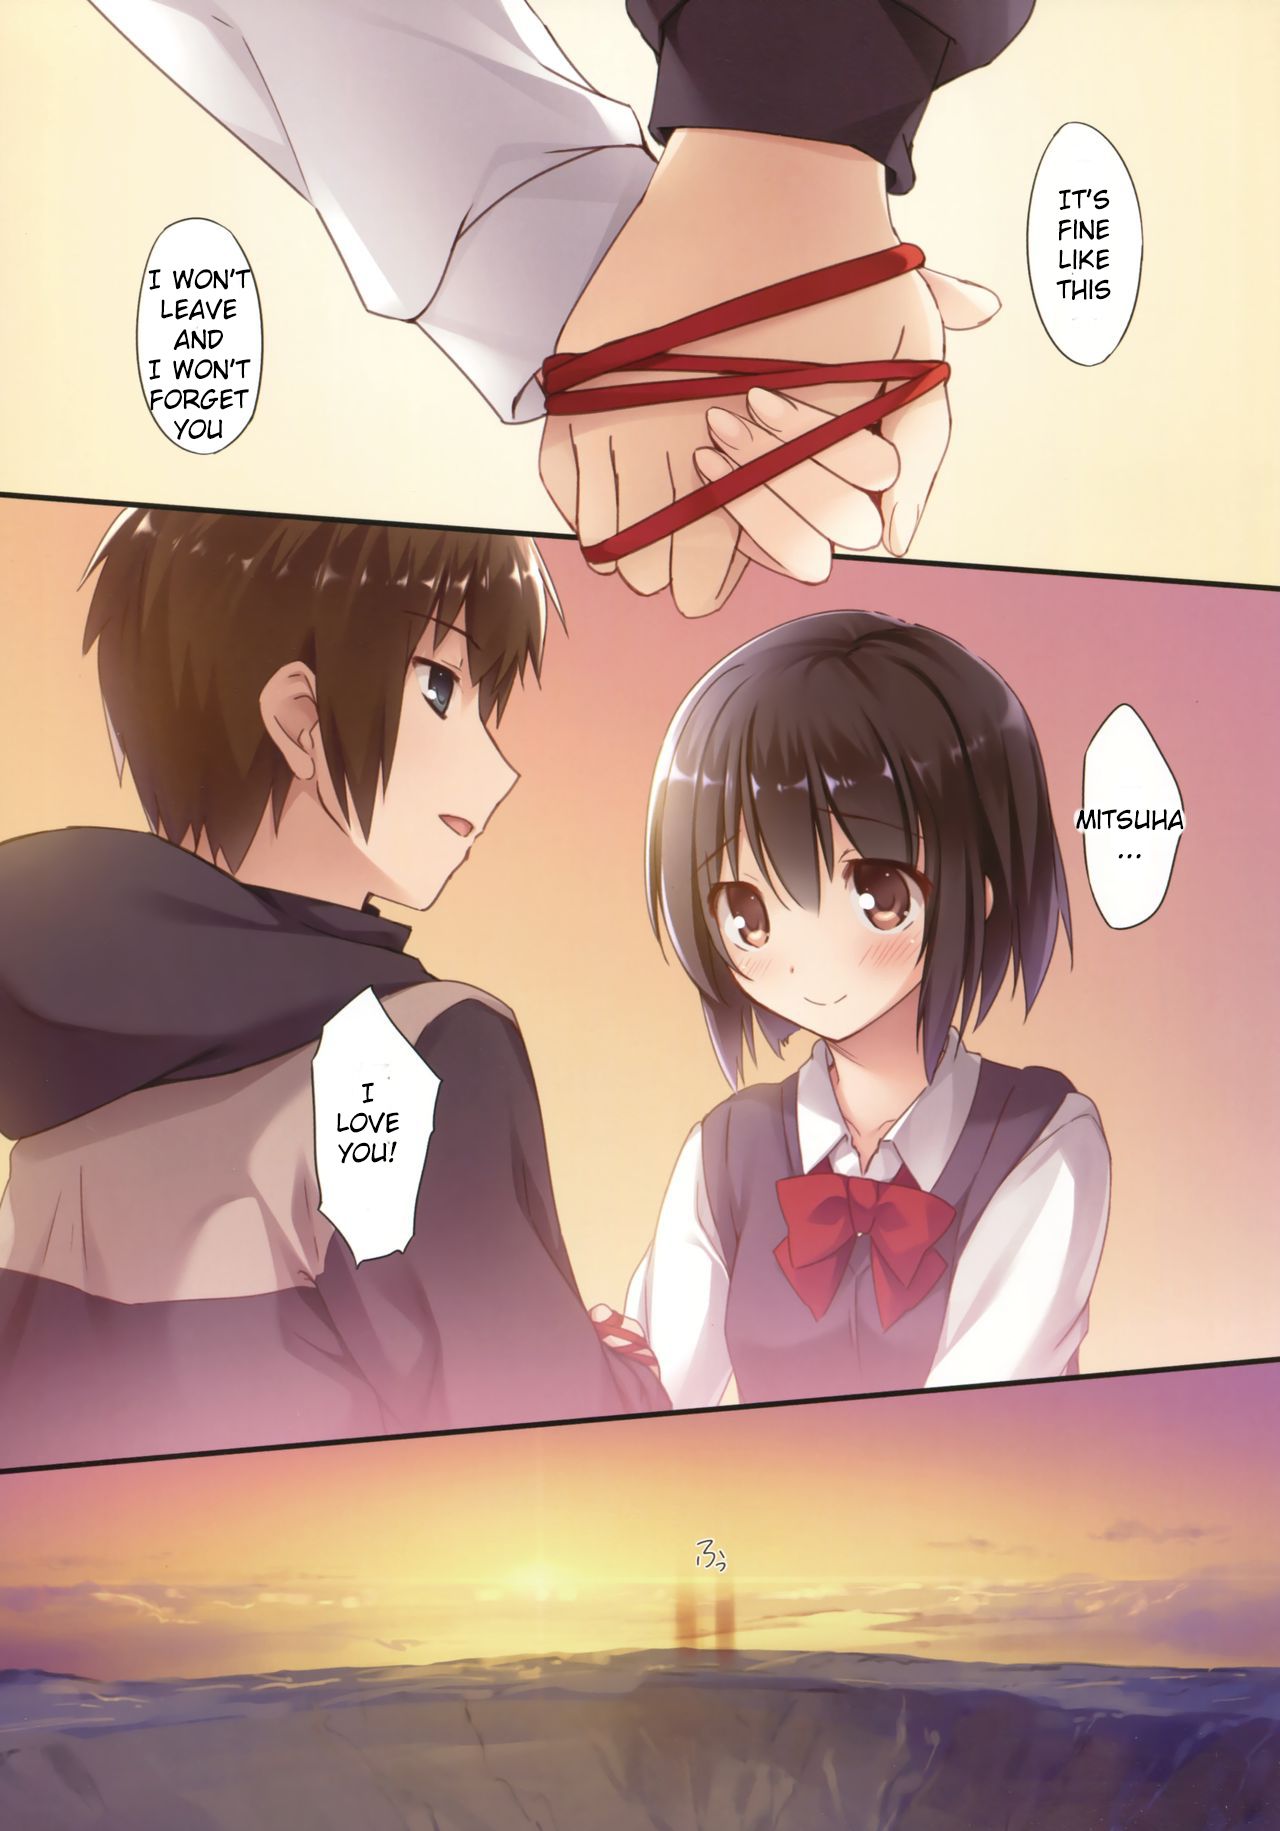 IT'S
FINE
LIKE
THIS
I WON'T
LEAVE
AND
I WON'T
FORGET
YOU
MITSUHA
...
I
LOVE
YOU!
ふっ